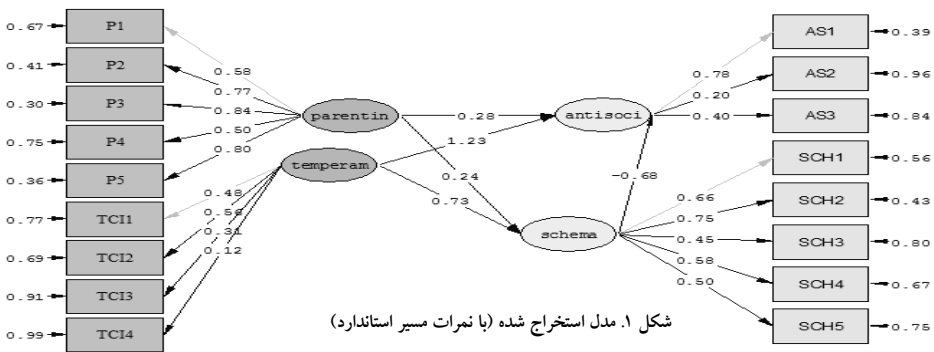 0.67 P1
0.41 P2
0.30 P3
0.75 P4
0.36 P5
0.77 TCI1
0.69 TCI2
0.91 TCI3
0.99 TCI4
0.58
0.77
0.84
0.50
0.80
0.48
0.56
0.31
0.12
parentin
temperam
0.28
1.23
0.24
0.73
antisoci
-0.68
schema
0.78
0.20
0.40
0.66
0.75
0.45
0.58
0.50
AS1 0.39
AS2 0.96
AS3 0.84
SCH1 0.56
SCH2 0.43
SCH3 0.80
SCH4 0.67
SCH5 0.75
شکل ۱. مدل استخراج شده (با نمرات مسیر استاندارد)